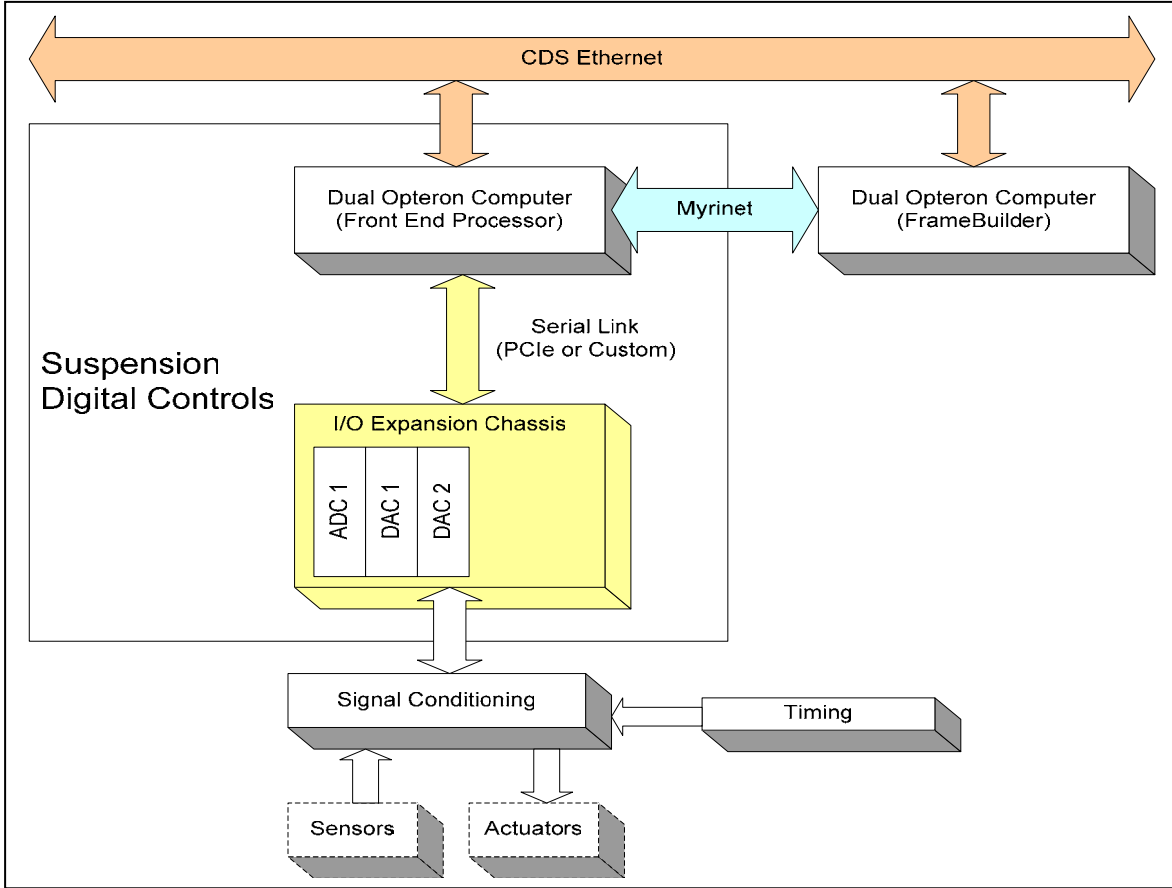 CDS Ethernet
Dual Opteron Computer
(Front End Processor)
Myrinet
Dual Opteron Computer
(FrameBuilder)
Serial Link
(PCIe or Custom)
Suspension
Digital Controls
I/O Expansion Chassis
ADC 1
DAC 1
DAC 2
Signal Conditioning
Timing
Sensors
Actuators